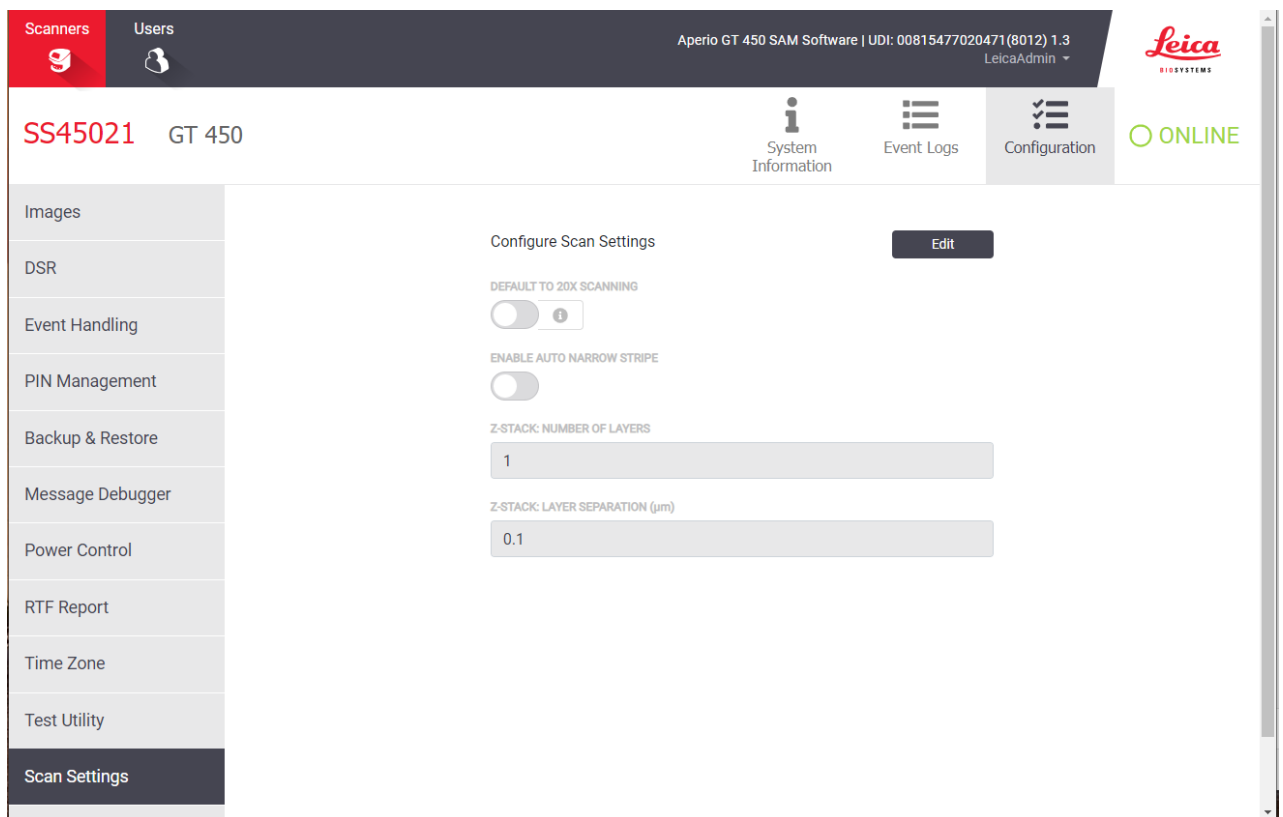 Scanners
Users
Aperio GT 450 SAM Software | UDI: 00815477020471(8012) 1.3
LeicaAdmin
Leica
BIOSYSTEMS
SS45021 GT 450
System
Information
Event Logs
Configuration
ONLINE
Images
DSR
Event Handling
PIN Management
Backup & Restore
Message Debugger
Power Control
RTF Report
Time Zone
Test Utility
Scan Settings
Configure Scan Settings
Edit
DEFAULT TO 20X SCANNING
ENABLE AUTO NARROW STRIPE
Z-STACK: NUMBER OF LAYERS
1
Z-STACK: LAYER SEPARATION (μm)
0.1